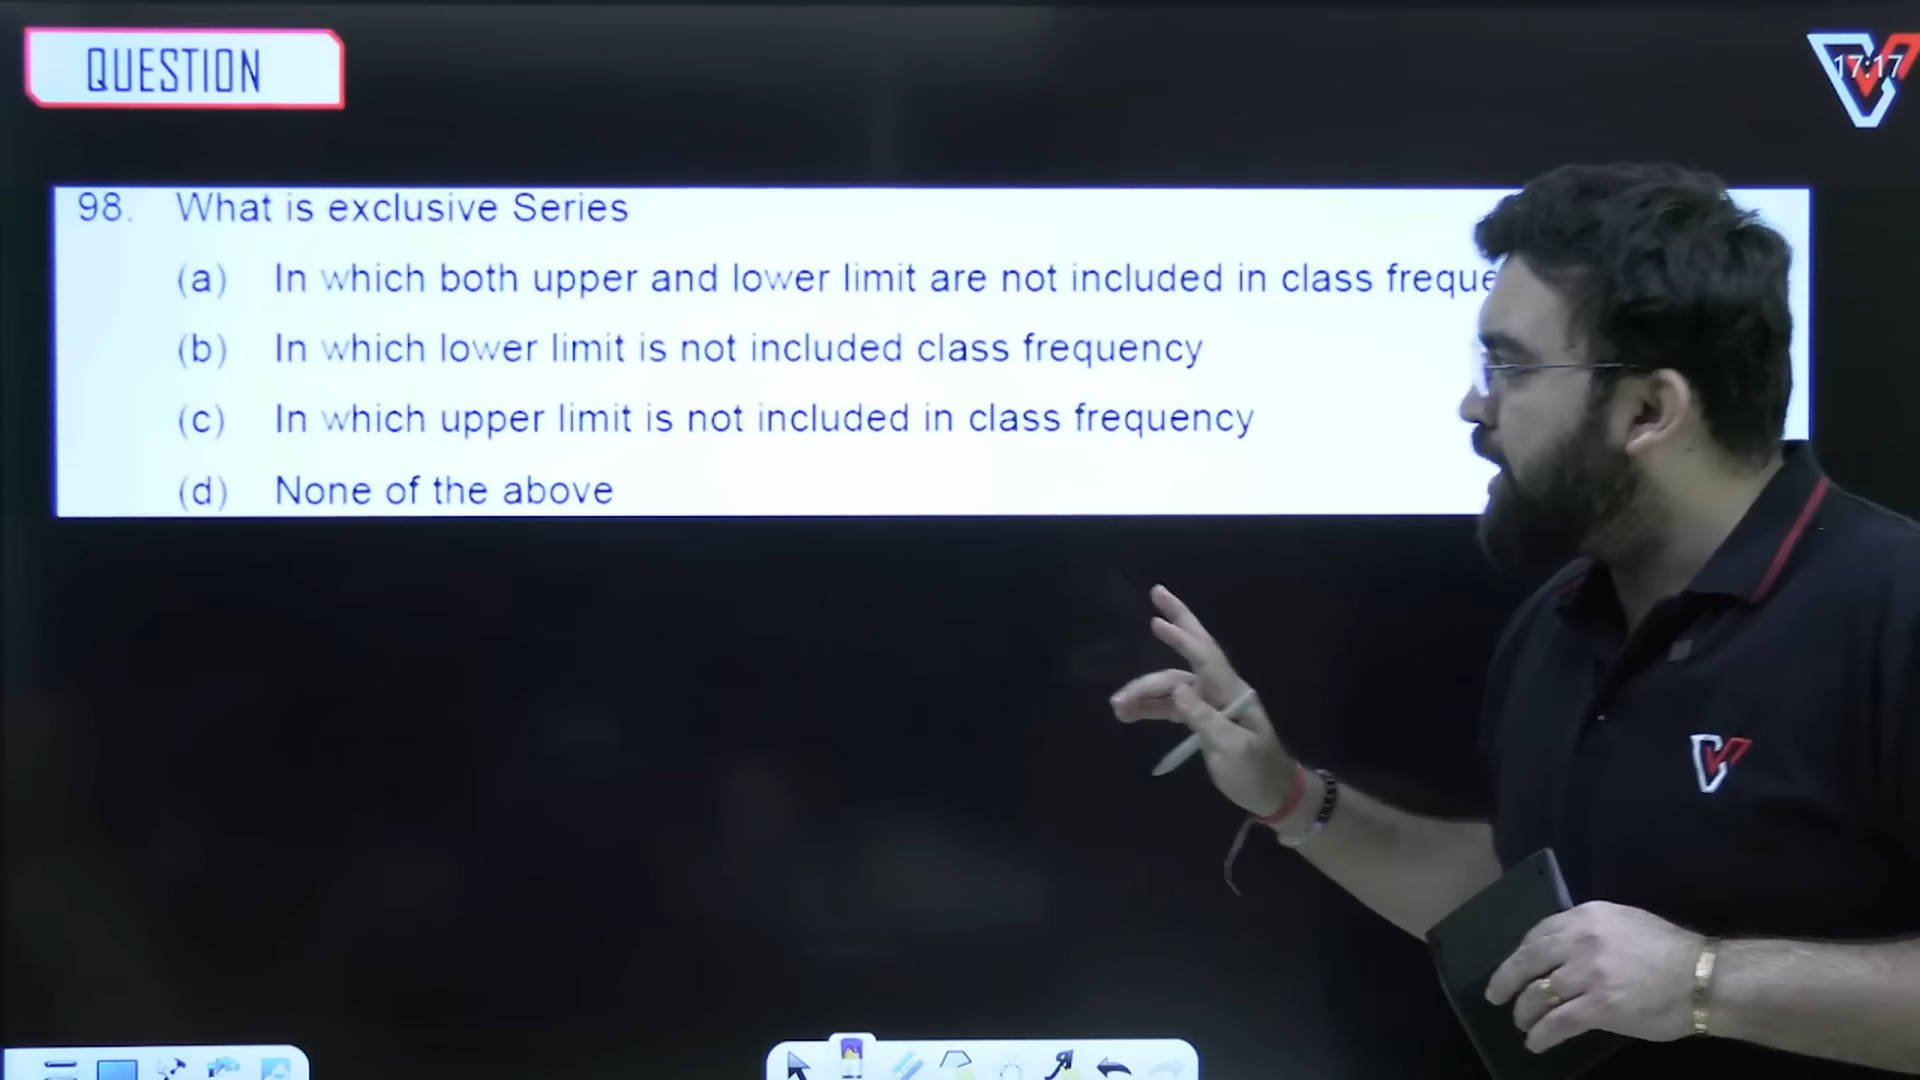 QUESTION
17:17
98. What is exclusive Series
(a) In which both upper and lower limit are not included in class freque
(b) In which lower limit is not included class frequency
(c) In which upper limit is not included in class frequency
(d) None of the above